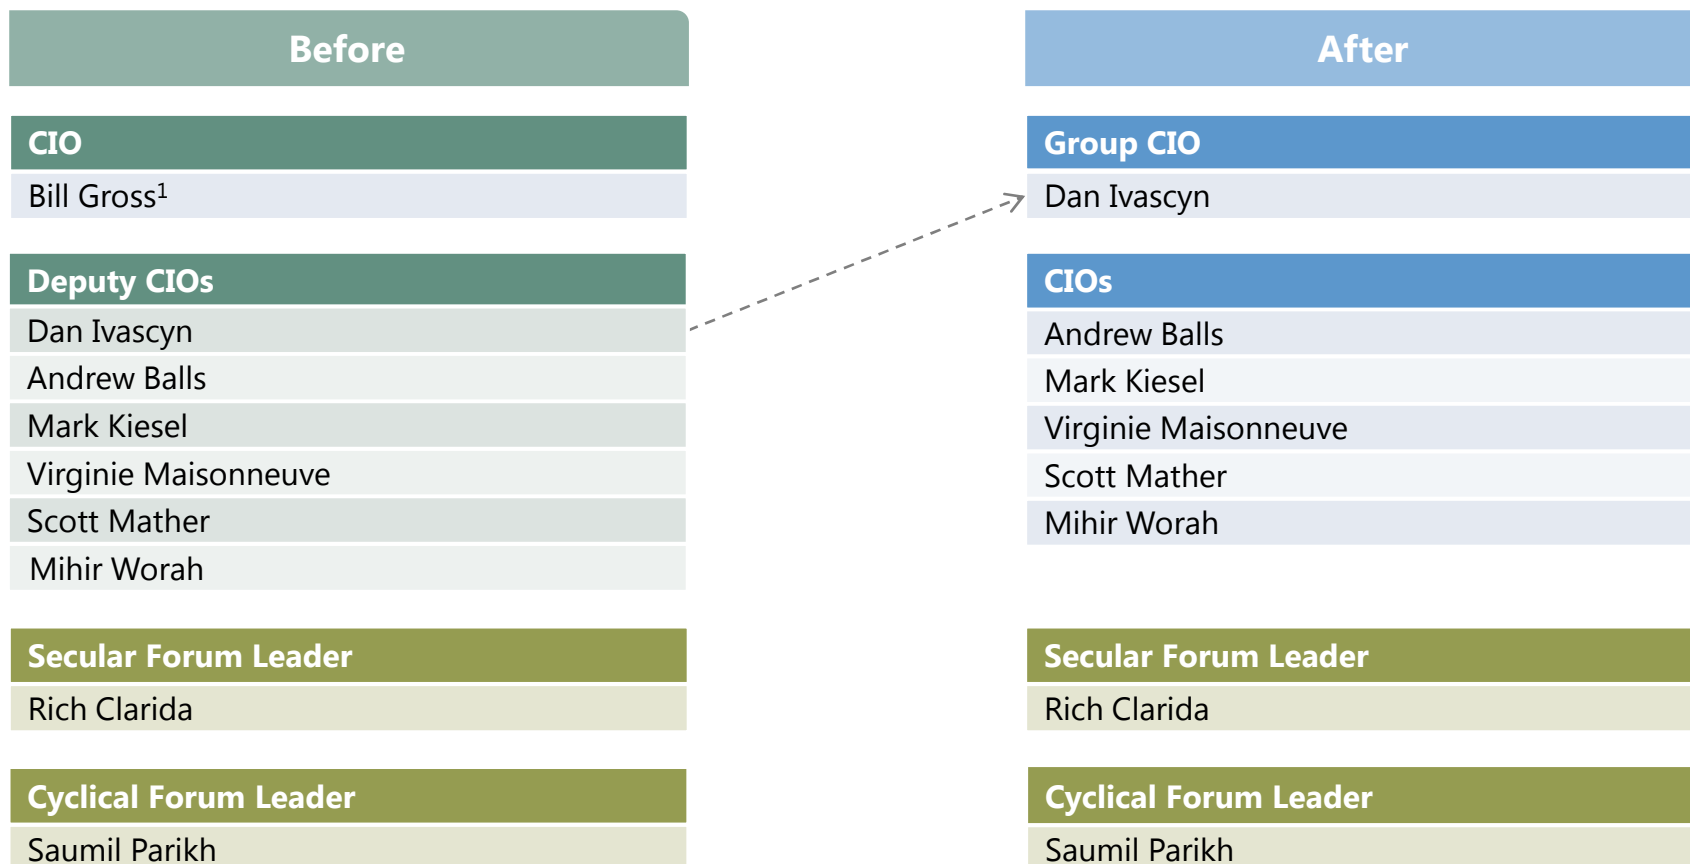 Before
CIO
Bill Gross¹
Deputy CIOs
Dan Ivascyn
Andrew Balls
Mark Kiesel
Virginie Maisonneuve
Scott Mather
Mihir Worah
Secular Forum Leader
Rich Clarida
Cyclical Forum Leader
Saumil Parikh
After
Group CIO
Dan Ivascyn
CIOs
Andrew Balls
Mark Kiesel
Virginie Maisonneuve
Scott Mather
Mihir Worah
Secular Forum Leader
Rich Clarida
Cyclical Forum Leader
Saumil Parikh